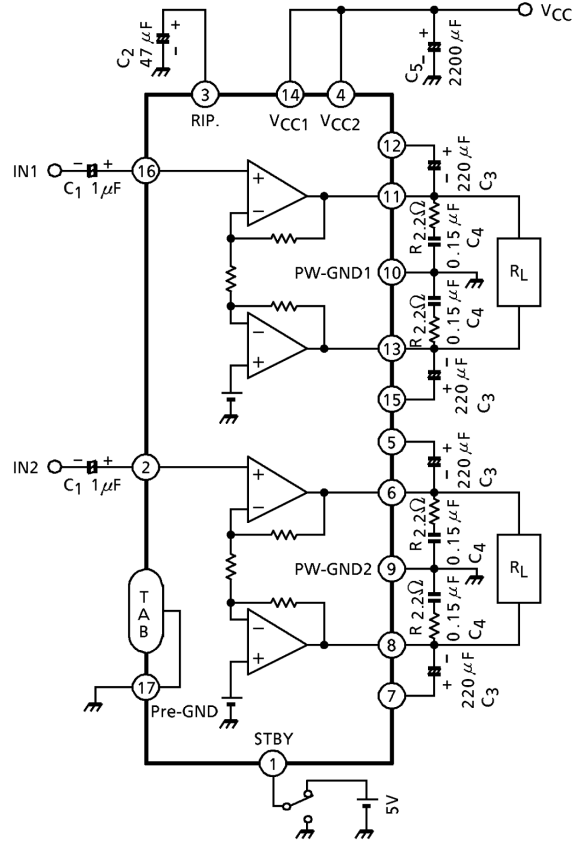 VCC
C2
47 µF
+
−
+
−
C5
2200 µF
3
14
4
RIP.
VCC1
VCC2
12
IN1
− +
C1 1µF
16
+
−
11
+
−
220 µF
C3
R 2.2Ω
0.15 µF
C4
PW-GND1
10
RL
R 2.2Ω
0.15 µF
C4
−
+
13
−
+
220 µF
C3
15
5
IN2
− +
C1 1µF
2
+
−
6
+
−
220 µF
C3
R 2.2Ω
0.15 µF
C4
PW-GND2
9
RL
R 2.2Ω
0.15 µF
C4
TAB
−
+
8
−
+
220 µF
C3
7
17
Pre-GND
STBY
1
5V